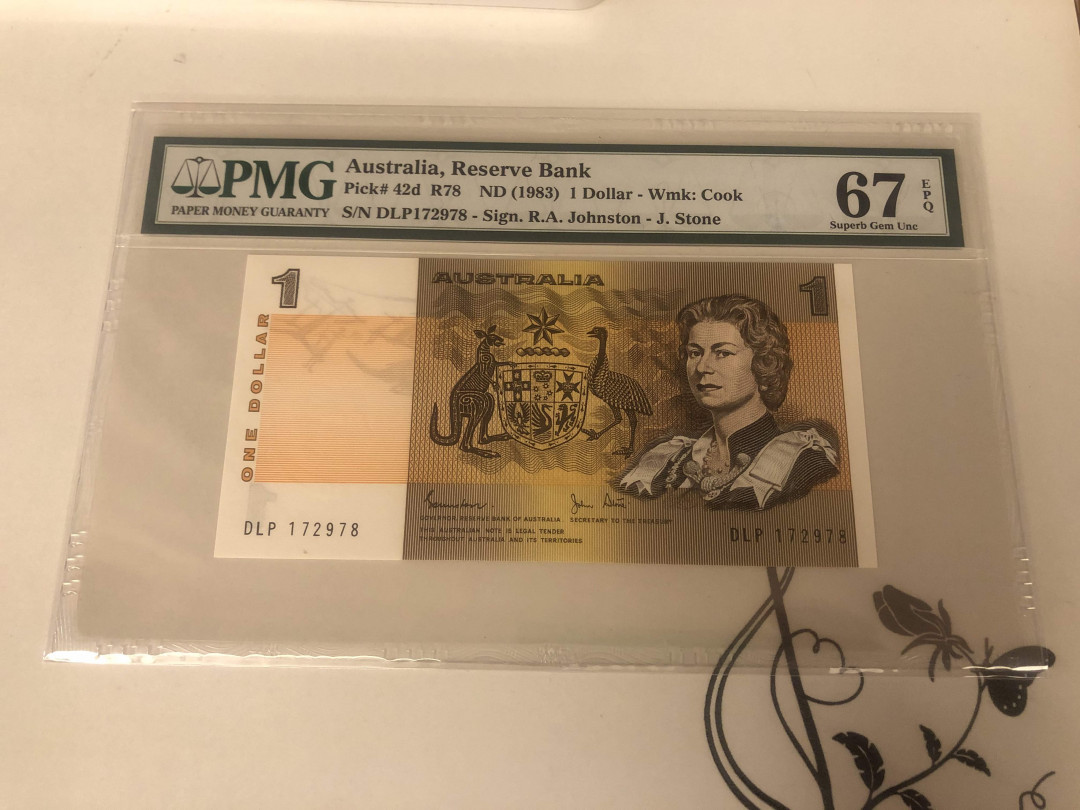 PMG
PAPER MONEY GUARANTY
Australia, Reserve Bank
Pick# 42d R78 ND (1983) 1 Dollar - Wmk: Cook
S/N DLP172978 - Sign. R.A. Johnston - J. Stone
67
EPQ
Superb Gem Unc
1
AUSTRALIA
1
ONE DOLLAR
GOVERNOR, RESERVE BANK OF AUSTRALIA. SECRETARY TO THE TREASURY
THIS AUSTRALIAN NOTE IS LEGAL TENDER
THROUGHOUT AUSTRALIA AND ITS TERRITORIES
DLP 172978
DLP 172978